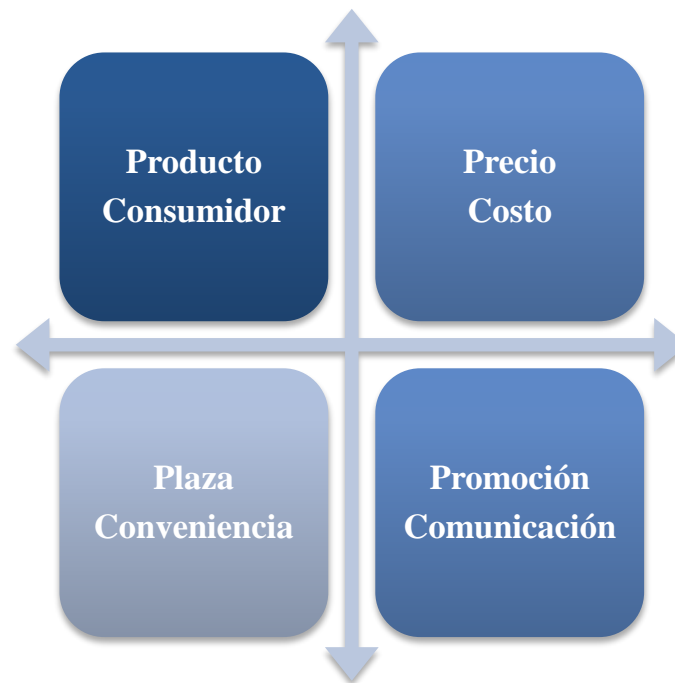 Producto
Consumidor
Precio
Costo
Plaza
Conveniencia
Promoción
Comunicación